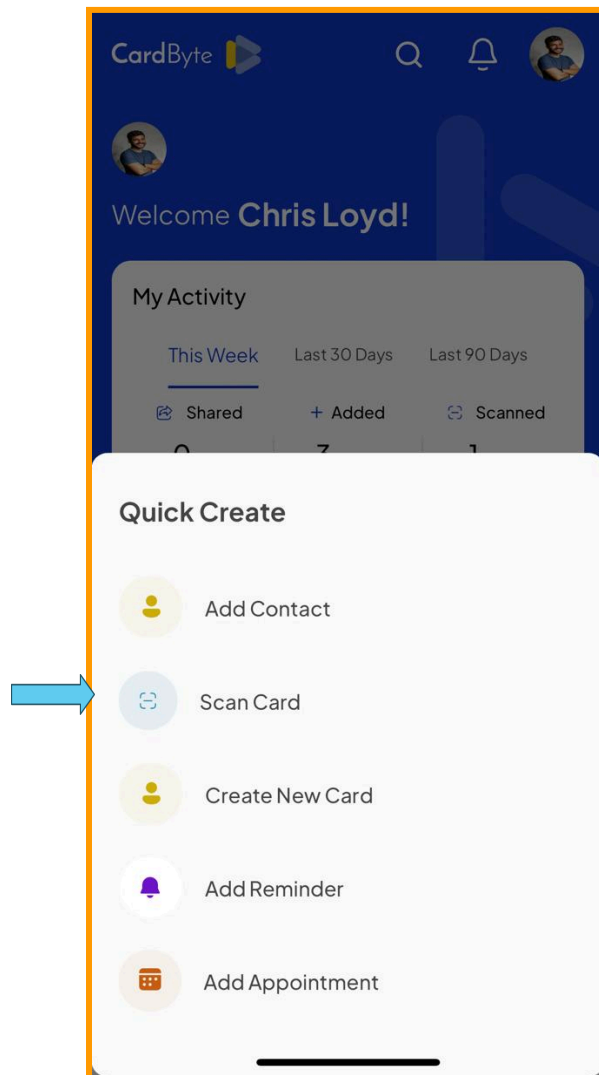 CardByte
Welcome Chris Loyd!
My Activity
This Week Last 30 Days Last 90 Days
Shared + Added Scanned
Quick Create
Add Contact
Scan Card
Create New Card
Add Reminder
Add Appointment